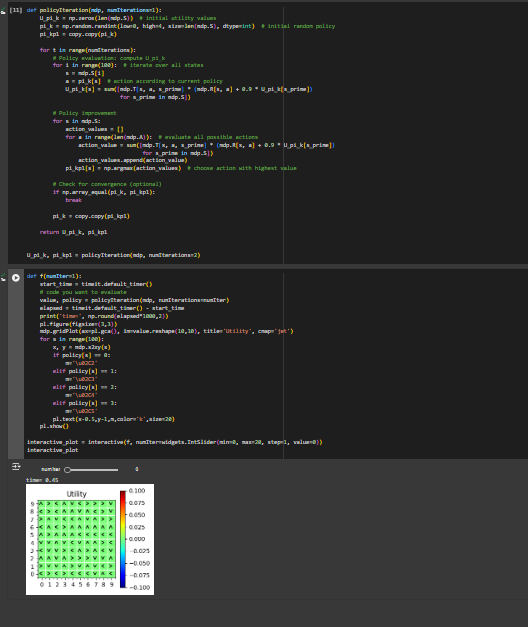 [11] def policyIteration(mdp, numIterations=1):
U_pi_k = np.zeros(len(mdp.S)) # initial utility values
pi_k = np.random.randint(low=0, high=4, size=len(mdp.S), dtype=int) # initial random policy
pi_kp1 = copy.copy(pi_k)
for t in range(numIterations):
# Policy evaluation: compute U_pi_k
for i in range(100): # iterate over all states
s = mdp.S[i]
a = pi_k[s] # action according to current policy
U_pi_k[s] = sum([mdp.T[s, a, s_prime] * (mdp.R[s, a] + 0.9 * U_pi_k[s_prime])
for s_prime in mdp.S])
# Policy improvement
for s in mdp.S:
action_values = []
for a in range(len(mdp.A)): # evaluate all possible actions
action_value = sum([mdp.T[s, a, s_prime] * (mdp.R[s, a] + 0.9 * U_pi_k[s_prime])
for s_prime in mdp.S])
action_values.append(action_value)
pi_kp1[s] = np.argmax(action_values) # choose action with highest value
# Check for convergence (optional)
if np.array_equal(pi_k, pi_kp1):
break
pi_k = copy.copy(pi_kp1)
return U_pi_k, pi_kp1
U_pi_k, pi_kp1 = policyIteration(mdp, numIterations=2)
def f(numIter=1):
start_time = timeit.default_timer()
# code you want to evaluate
value, policy = policyIteration(mdp, numIterations=numIter)
elapsed = timeit.default_timer() - start_time
print('time=', np.round(elapsed*1000,2))
pl.figure(figsize=(3,3))
mdp.gridPlot(ax=pl.gca(), im=value.reshape(10,10), title='Utility', cmap='jet')
for s in range(100):
x, y = mdp.s2xy(s)
if policy[s] == 0:
m='\u02C2'
elif policy[s] == 1:
m='\u02C3'
elif policy[s] == 2:
m='\u02C4'
elif policy[s] == 3:
m='\u02C5'
pl.text(x-0.5,y-1,m,color='k',size=20)
pl.show()
interactive_plot = interactive(f, numIter=widgets.IntSlider(min=0, max=20, step=1, value=0))
interactive_plot
numIter 0
time= 0.45
Utility
9
8
7
6
5
4
3
2
1
0
0 1 2 3 4 5 6 7 8 9
0.100
0.075
0.050
0.025
0.000
−0.025
−0.050
−0.075
−0.100